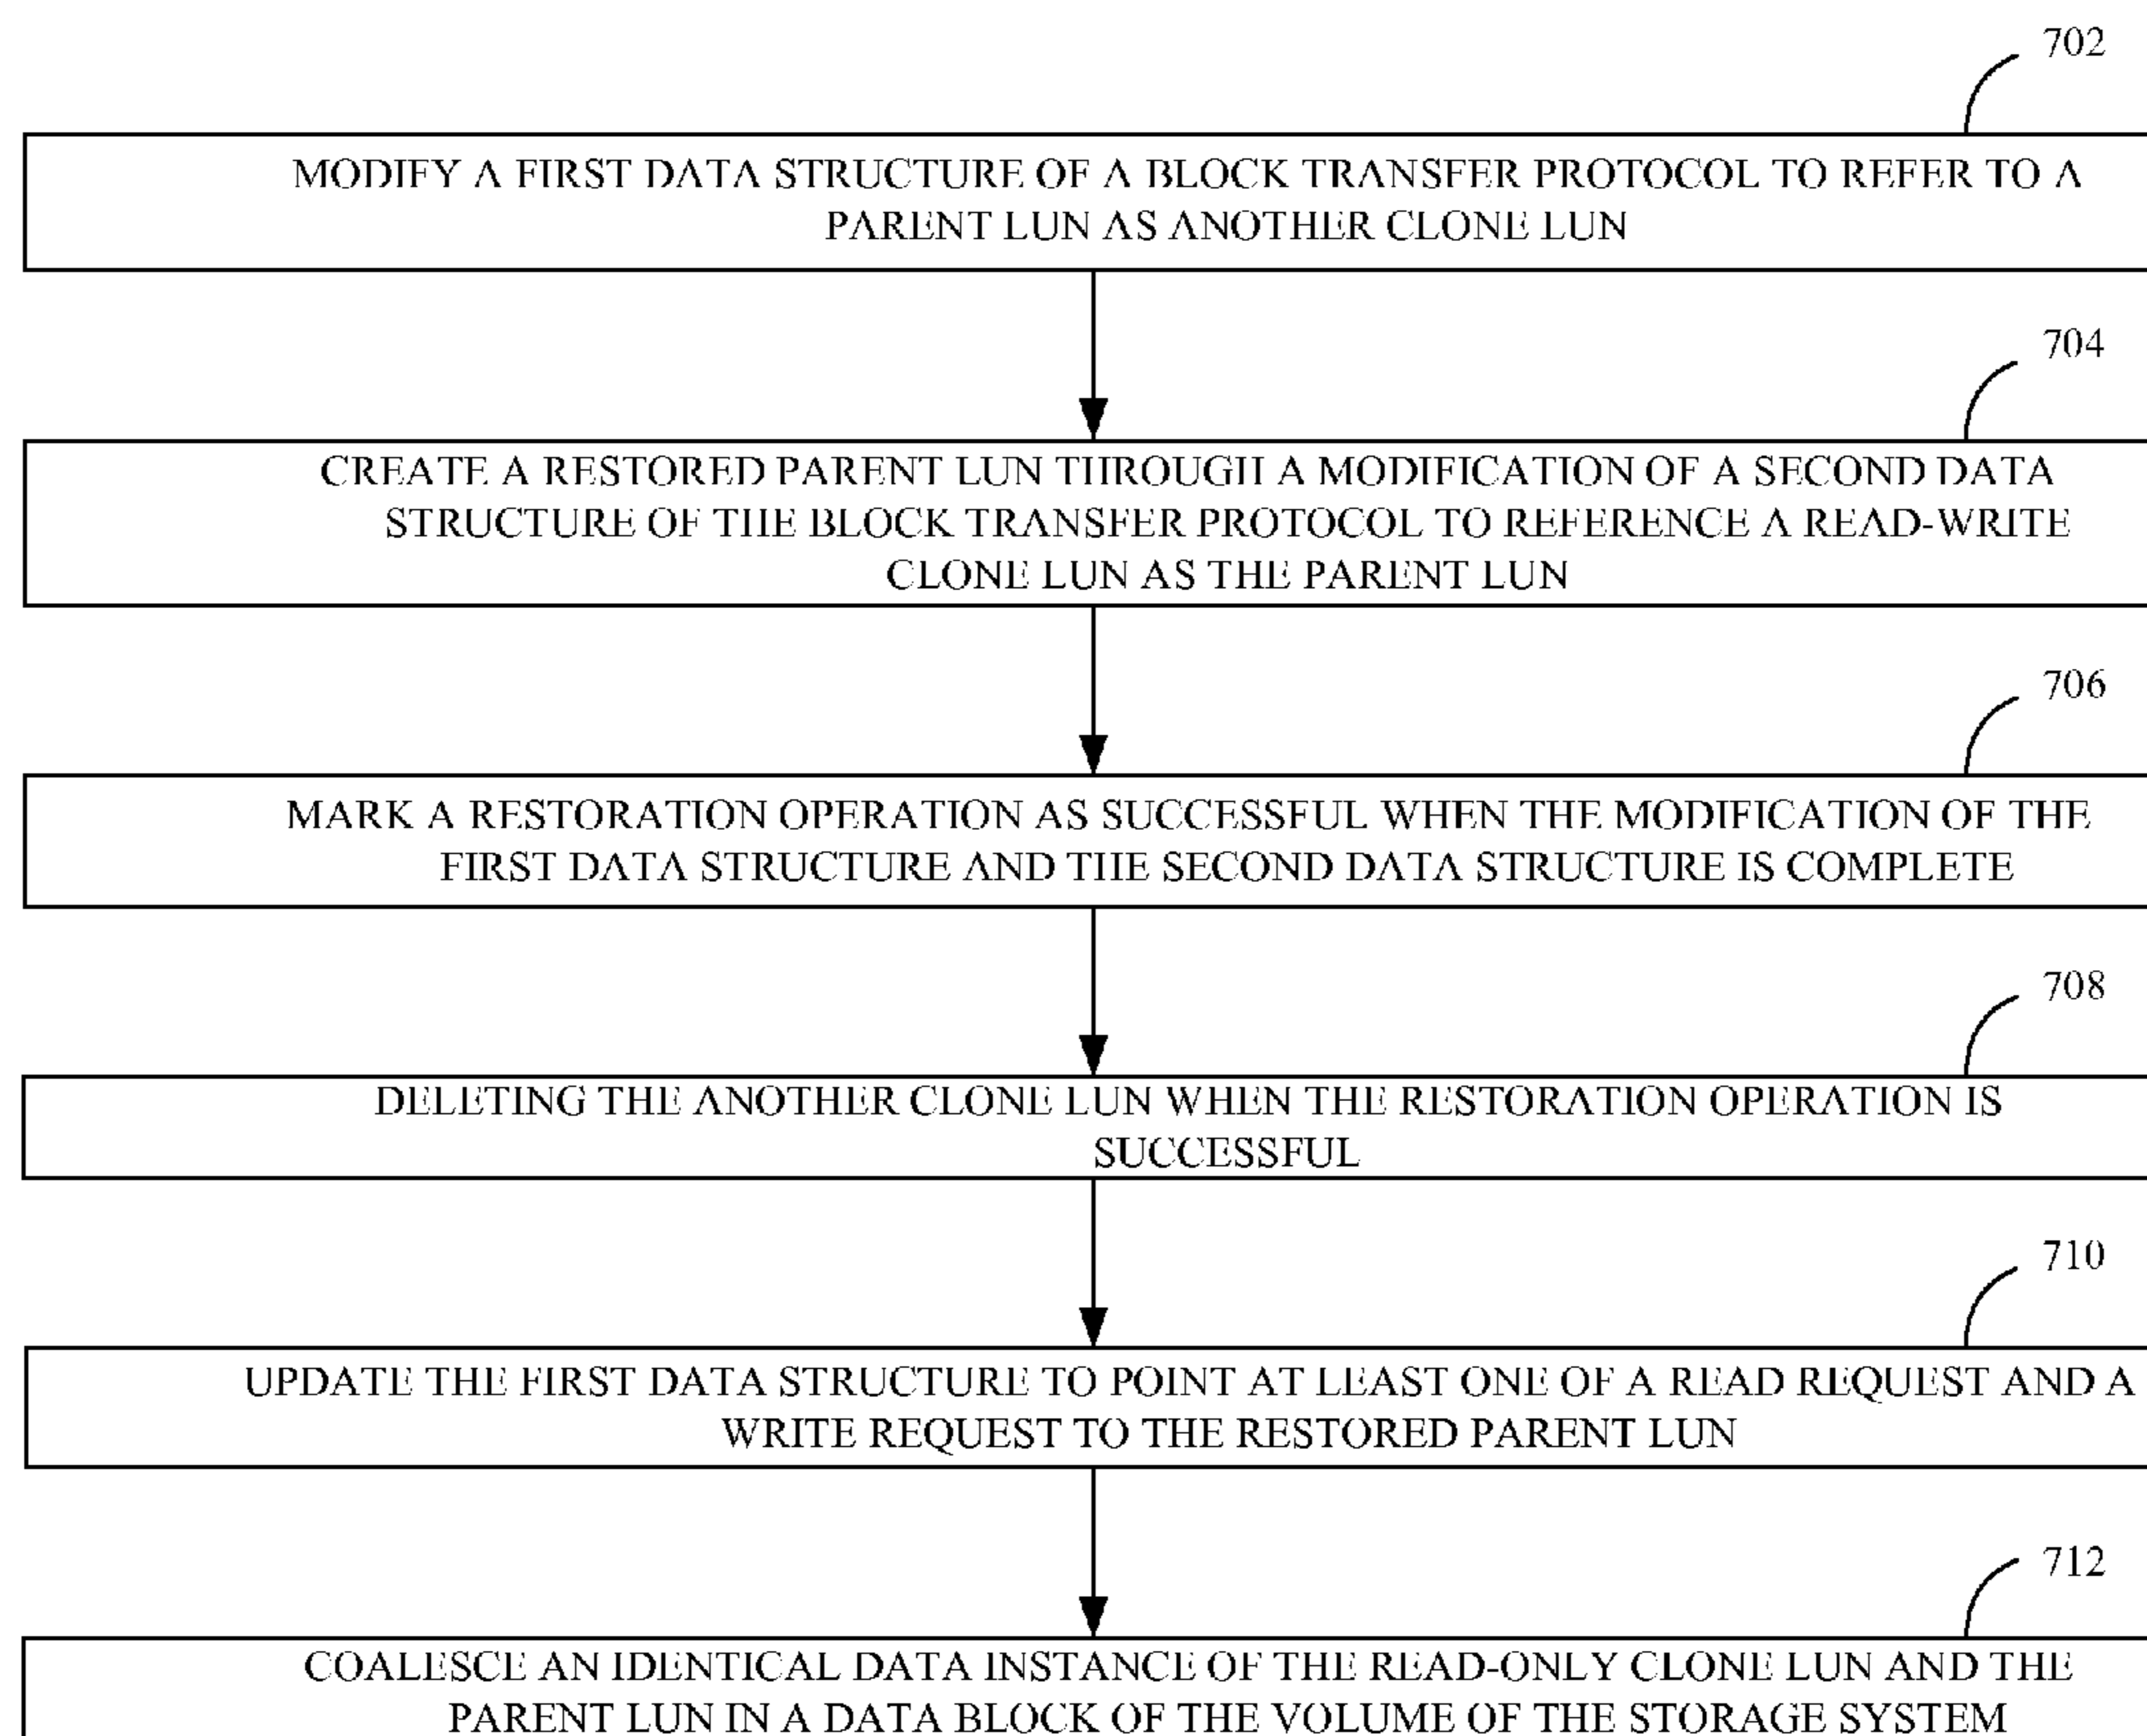 702
MODIFY A FIRST DATA STRUCTURE OF A BLOCK TRANSFER PROTOCOL TO REFER TO A
PARENT LUN AS ANOTHER CLONE LUN
704
CREATE A RESTORED PARENT LUN THROUGH A MODIFICATION OF A SECOND DATA
STRUCTURE OF THE BLOCK TRANSFER PROTOCOL TO REFERENCE A READ-WRITE
CLONE LUN AS THE PARENT LUN
706
MARK A RESTORATION OPERATION AS SUCCESSFUL WHEN THE MODIFICATION OF THE
FIRST DATA STRUCTURE AND THE SECOND DATA STRUCTURE IS COMPLETE
708
DELETING THE ANOTHER CLONE LUN WHEN THE RESTORATION OPERATION IS
SUCCESSFUL
710
UPDATE THE FIRST DATA STRUCTURE TO POINT AT LEAST ONE OF A READ REQUEST AND A
WRITE REQUEST TO THE RESTORED PARENT LUN
712
COALESCE AN IDENTICAL DATA INSTANCE OF THE READ-ONLY CLONE LUN AND THE
PARENT LUN IN A DATA BLOCK OF THE VOLUME OF THE STORAGE SYSTEM